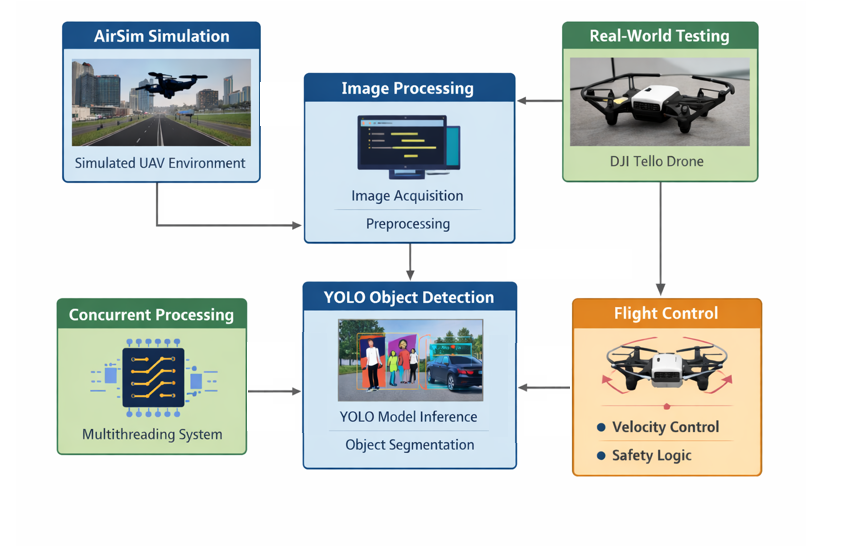 AirSim Simulation
Simulated UAV Environment
Image Processing
Image Acquisition
Preprocessing
Real-World Testing
DJI Tello Drone
Concurrent Processing
Multithreading System
YOLO Object Detection
YOLO Model Inference
Object Segmentation
Flight Control
Velocity Control
Safety Logic